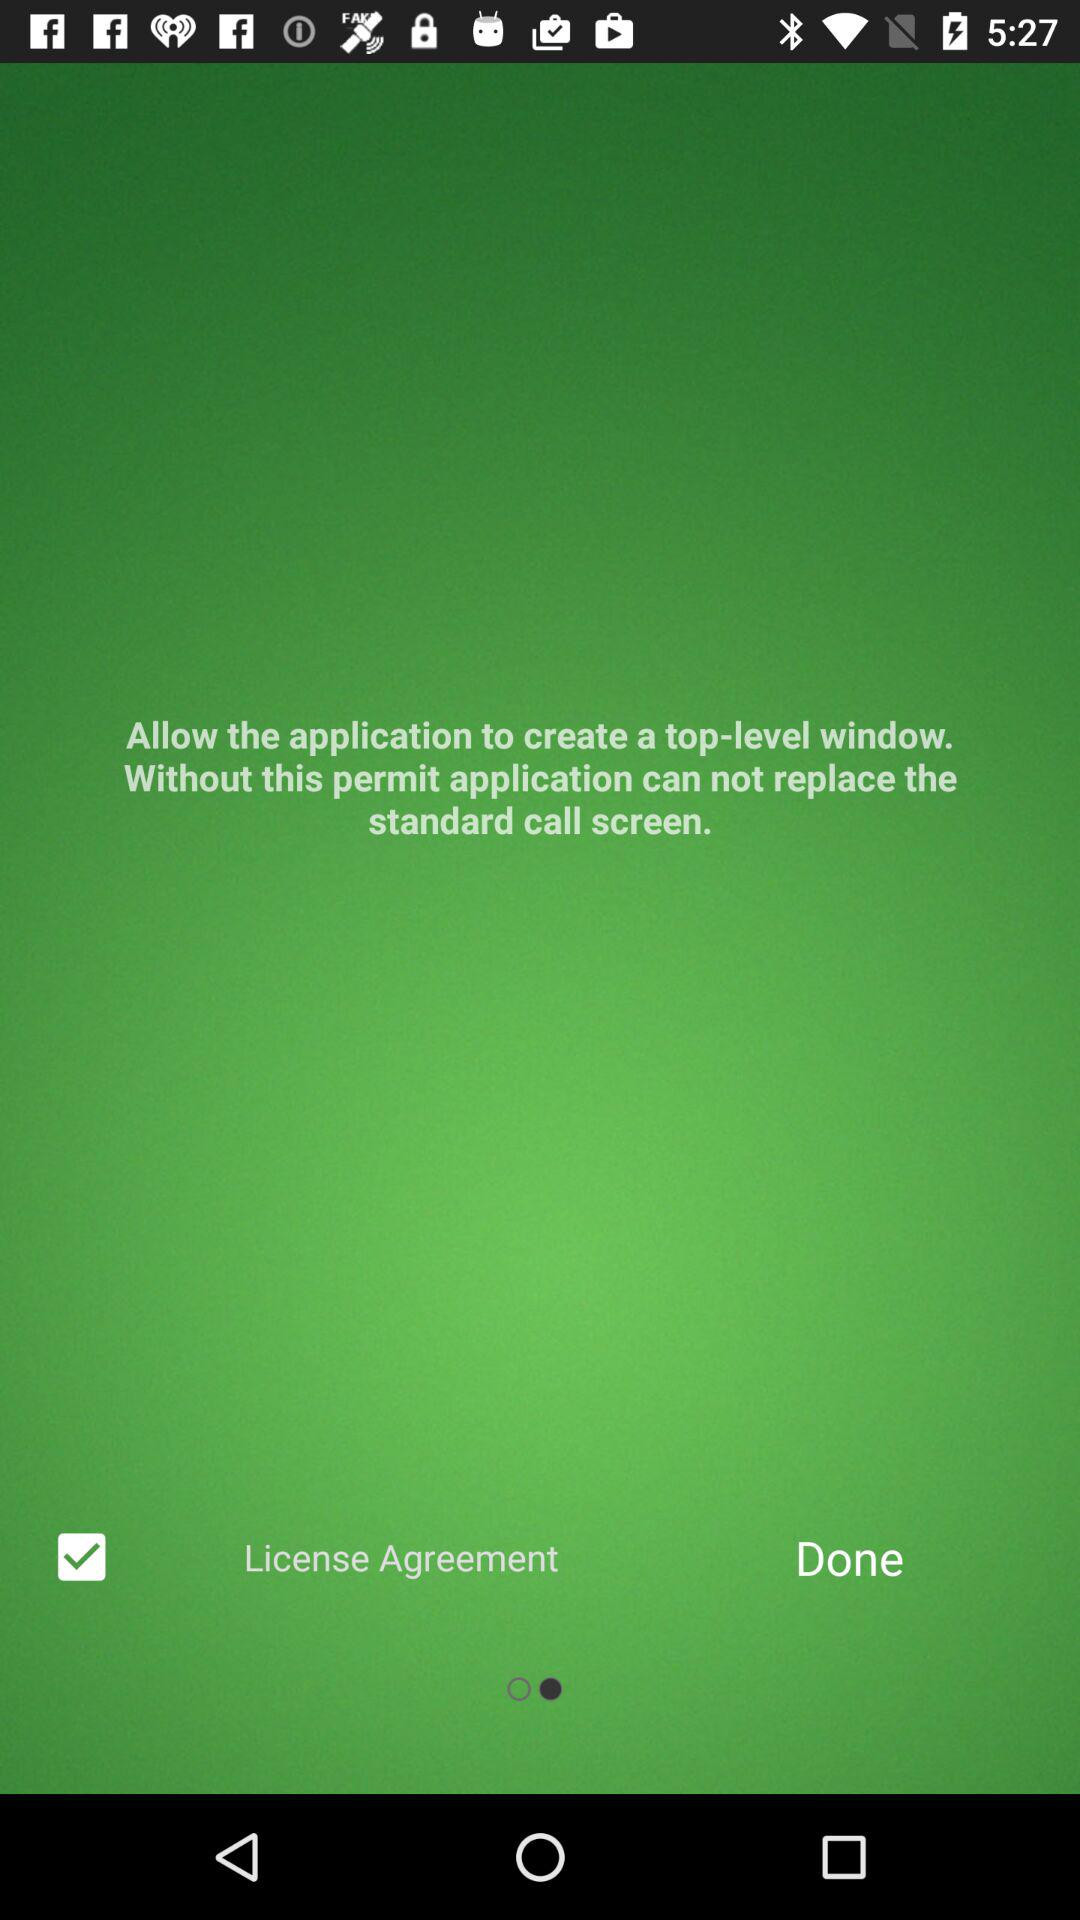 FAKE
5:27
Allow the application to create a top-level window.
Without this permit application can not replace the
standard call screen.
License Agreement
Done